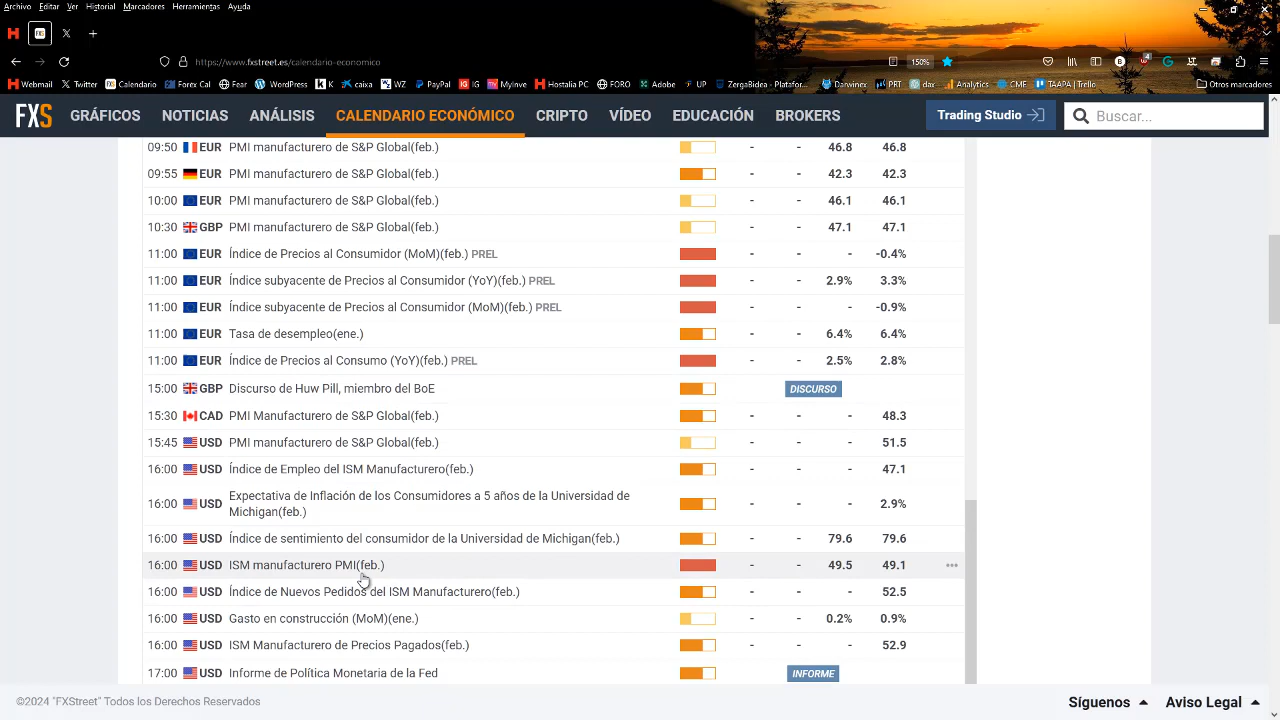 Archivo Editar Ver Historial Marcadores Herramientas Ayuda
https://www.fxstreet.es/calendario-economico
150%
Webmail Twitter Calendario Forex Cal Fear WordPress K caixa WZ PayPal IG MyInve Hostalia PC FORO Adobe UP ZergaBidea - Platafor... Darwinex PRT dax Analytics CME TAAPA | Trello Otros marcadores
FXS GRÁFICOS NOTICIAS ANÁLISIS CALENDARIO ECONÓMICO CRIPTO VÍDEO EDUCACIÓN BROKERS Trading Studio Buscar...
09:50 EUR PMI manufacturero de S&P Global(feb.) - - 46.8 46.8
09:55 EUR PMI manufacturero de S&P Global(feb.) - - 42.3 42.3
10:00 EUR PMI manufacturero de S&P Global(feb.) - - 46.1 46.1
10:30 GBP PMI manufacturero de S&P Global(feb.) - - 47.1 47.1
11:00 EUR Índice de Precios al Consumidor (MoM)(feb.) PREL - - - -0.4%
11:00 EUR Índice subyacente de Precios al Consumidor (YoY)(feb.) PREL - - 2.9% 3.3%
11:00 EUR Índice subyacente de Precios al Consumidor (MoM)(feb.) PREL - - - -0.9%
11:00 EUR Tasa de desempleo(ene.) - - 6.4% 6.4%
11:00 EUR Índice de Precios al Consumo (YoY)(feb.) PREL - - 2.5% 2.8%
15:00 GBP Discurso de Huw Pill, miembro del BoE DISCURSO
15:30 CAD PMI Manufacturero de S&P Global(feb.) - - - 48.3
15:45 USD PMI manufacturero de S&P Global(feb.) - - - 51.5
16:00 USD Índice de Empleo del ISM Manufacturero(feb.) - - - 47.1
16:00 USD Expectativa de Inflación de los Consumidores a 5 años de la Universidad de - - - 2.9%
Michigan(feb.)
16:00 USD Índice de sentimiento del consumidor de la Universidad de Michigan(feb.) - - 79.6 79.6
16:00 USD ISM manufacturero PMI(feb.) - - 49.5 49.1
16:00 USD Índice de Nuevos Pedidos del ISM Manufacturero(feb.) - - - 52.5
16:00 USD Gasto en construcción (MoM)(ene.) - - 0.2% 0.9%
16:00 USD ISM Manufacturero de Precios Pagados(feb.) - - - 52.9
17:00 USD Informe de Política Monetaria de la Fed INFORME
©2024 "FXStreet" Todos los Derechos Reservados Síguenos Aviso Legal